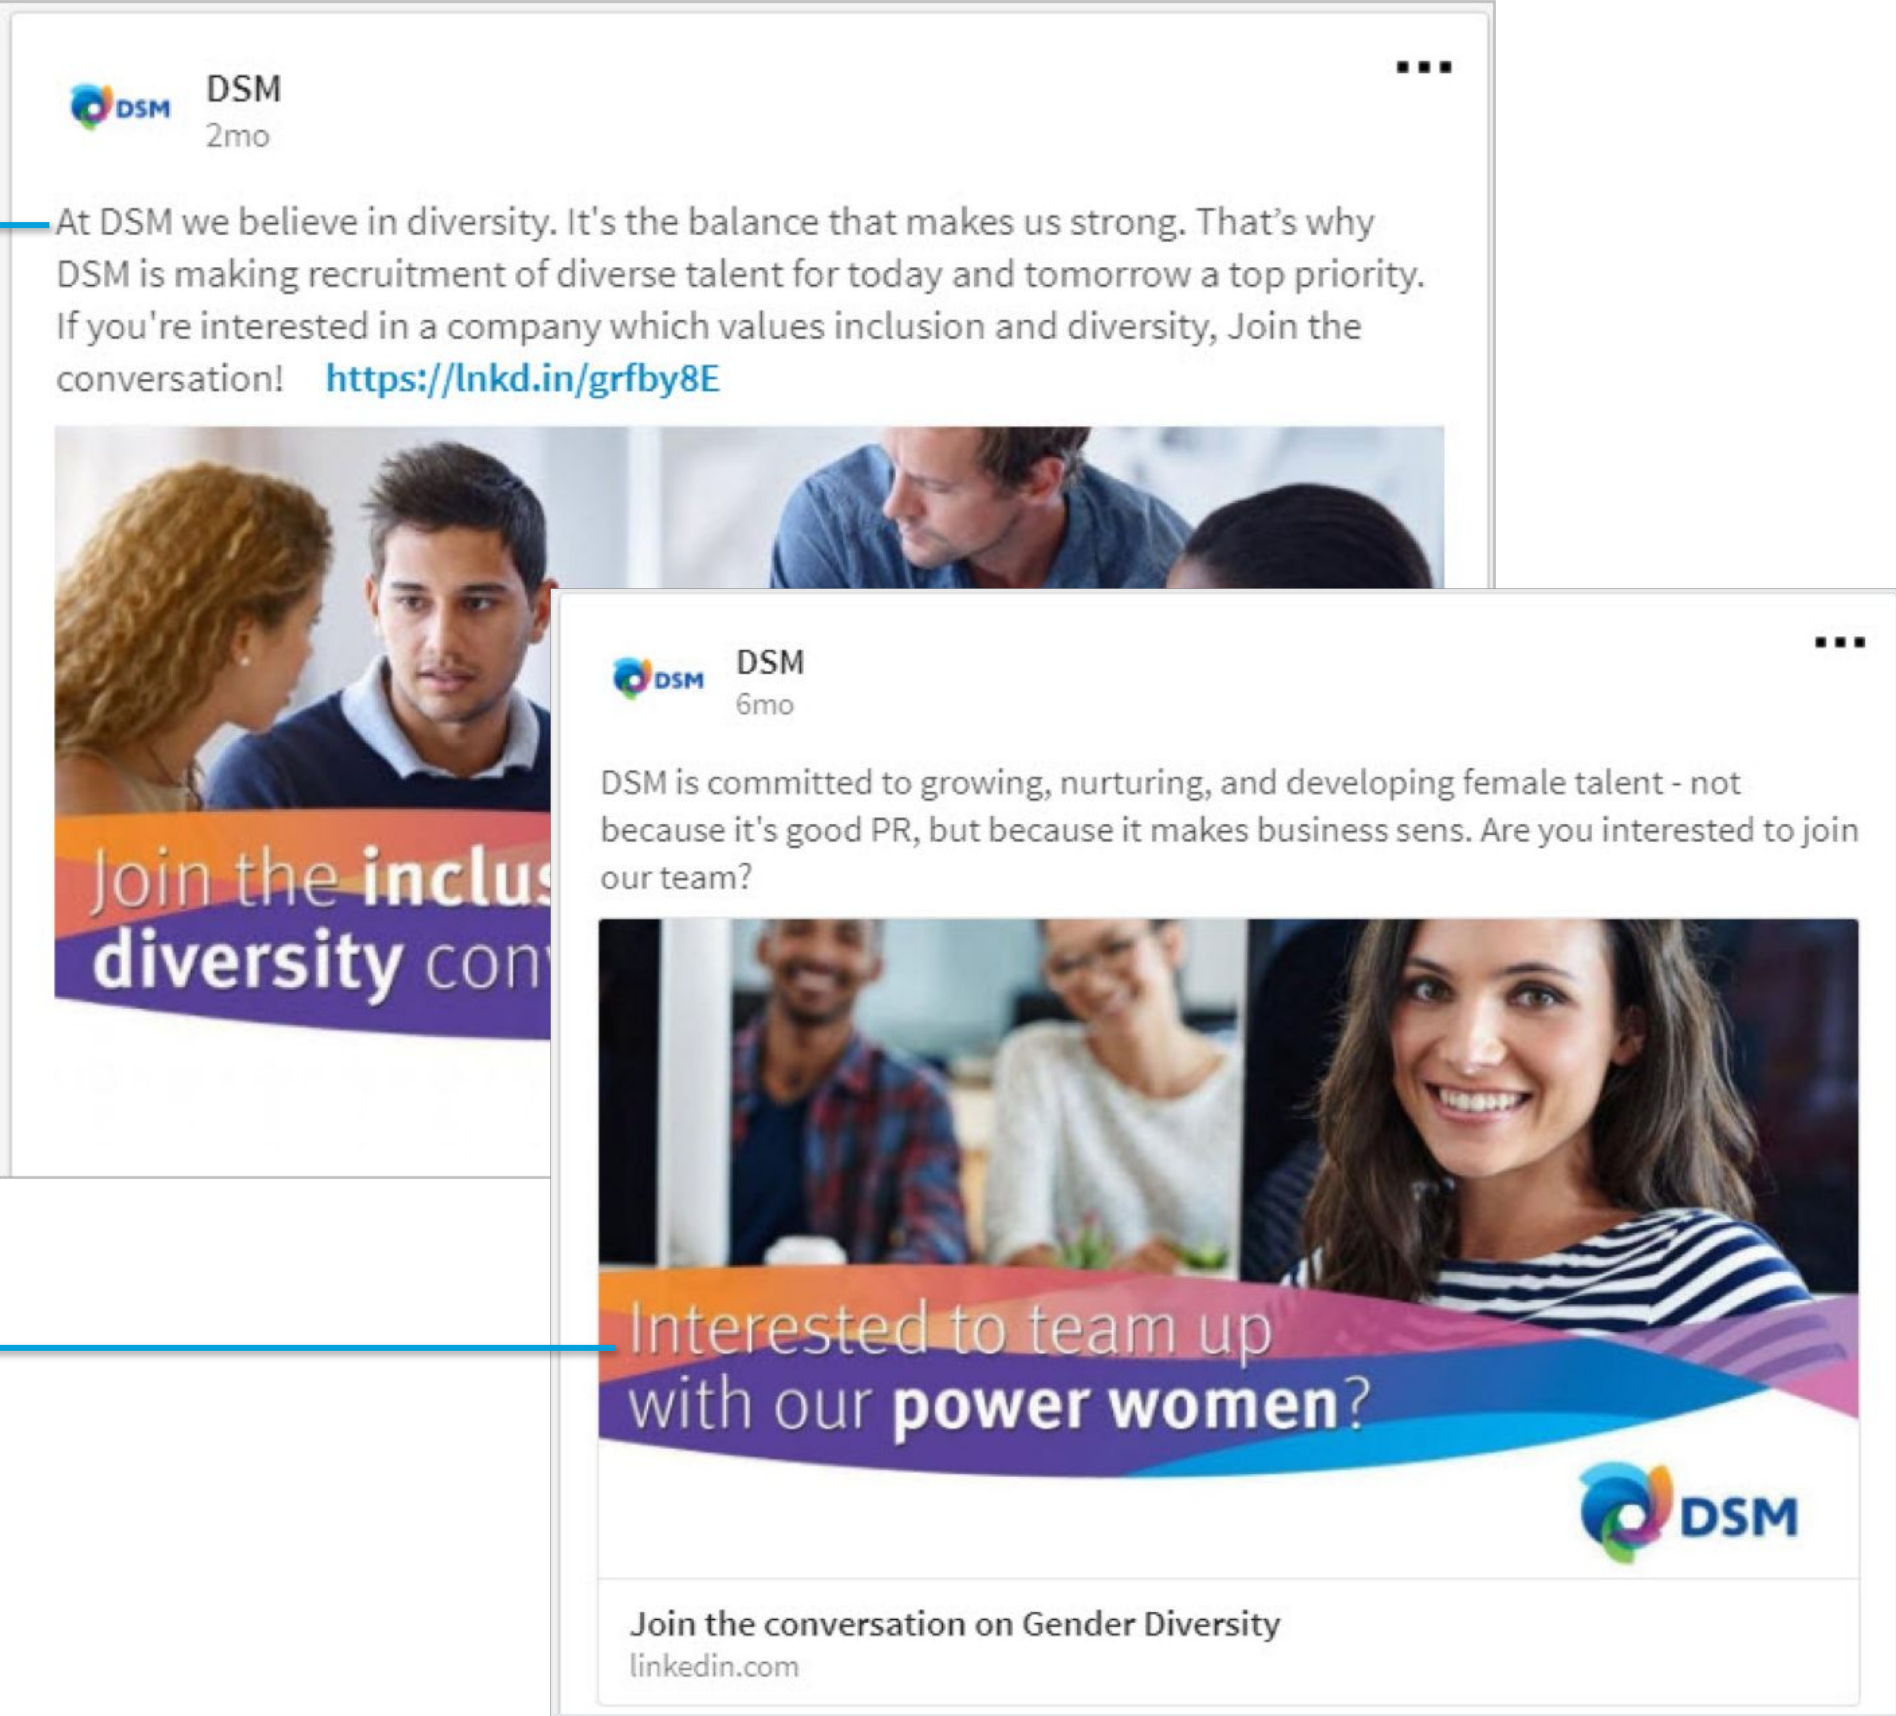 DSM
DSM
2mo
At DSM we believe in diversity. It's the balance that makes us strong. That’s why
DSM is making recruitment of diverse talent for today and tomorrow a top priority.
If you're interested in a company which values inclusion and diversity, Join the
conversation! https://lnkd.in/grfby8E
Join the inclus
diversity con
DSM
DSM
6mo
DSM is committed to growing, nurturing, and developing female talent - not
because it's good PR, but because it makes business sens. Are you interested to join
our team?
Interested to team up
with our power women?
DSM
Join the conversation on Gender Diversity
linkedin.com